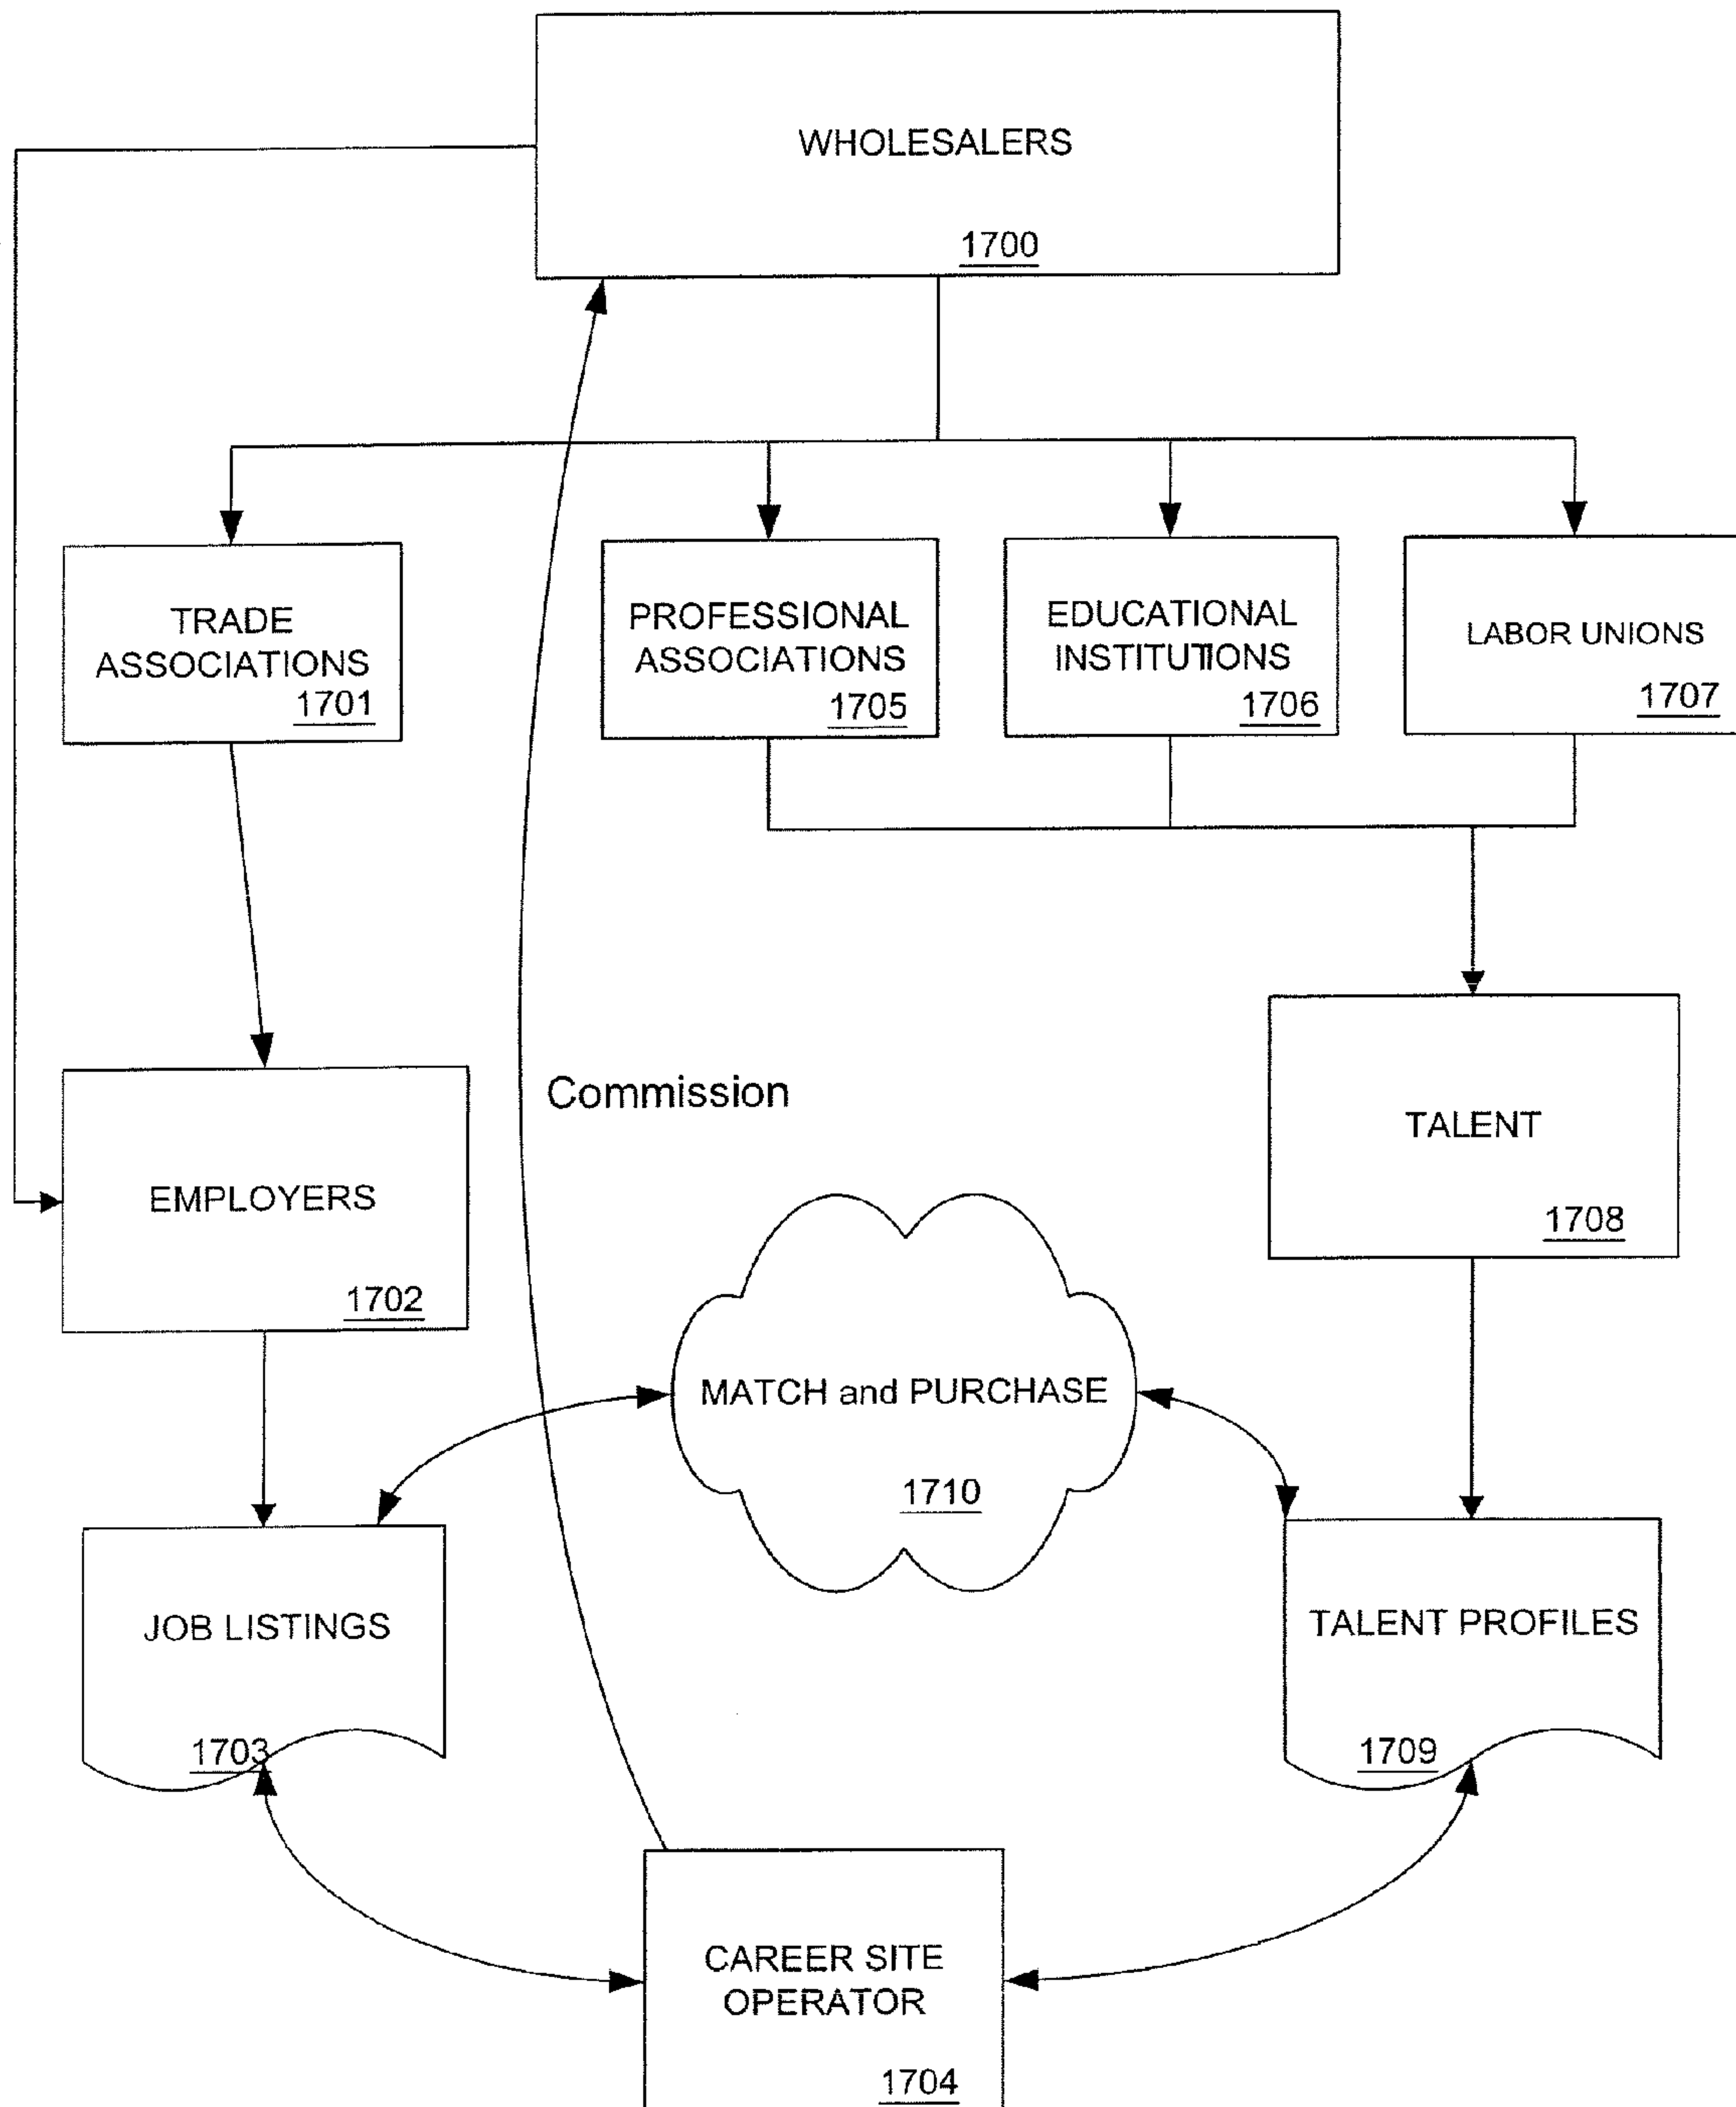 WHOLESALERS
1700
TRADE
ASSOCIATIONS
1701
PROFESSIONAL
ASSOCIATIONS
1705
EDUCATIONAL
INSTITUTIONS
1706
LABOR UNIONS
1707
Commission
EMPLOYERS
1702
TALENT
1708
MATCH and PURCHASE
1710
JOB LISTINGS
1703
TALENT PROFILES
1709
CAREER SITE
OPERATOR
1704